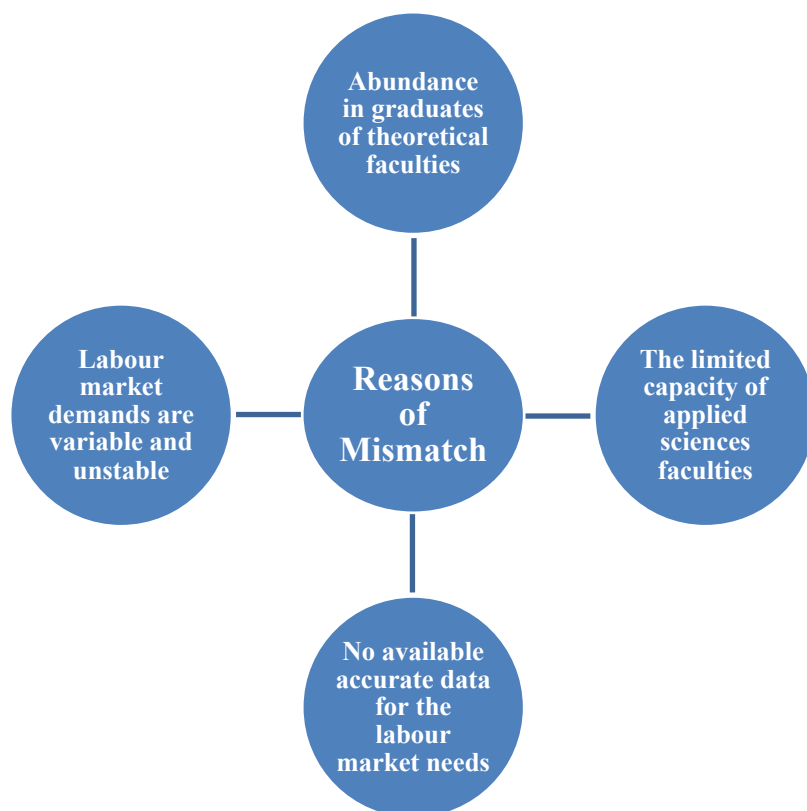 Abundance
in graduates
of theoretical
faculties
Labour
market
demands are
variable and
unstable
Reasons
of
Mismatch
The limited
capacity of
applied
sciences
faculties
No available
accurate data
for the
labour
market needs